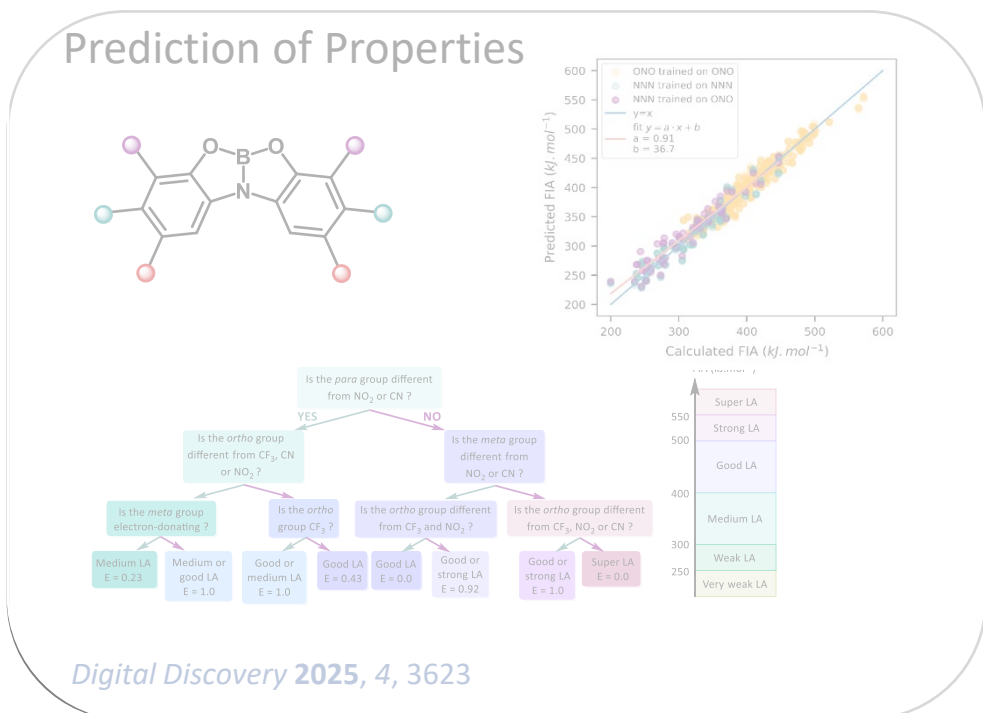 Prediction of Properties
O
B
O
N
600
550
500
450
400
350
300
250
200
Predicted FIA (kJ.mol⁻¹)
ONO trained on ONO
NNN trained on NNN
NNN trained on ONO
y=x
fit y = a · x + b
a = 0.91
b = 36.7
200 300 400 500 600
Calculated FIA (kJ.mol⁻¹)
Is the para group different
from NO₂ or CN ?
YES
NO
Is the ortho group
different from CF₃, CN
or NO₂ ?
Is the meta group
different from
NO₂ or CN ?
Is the meta group
electron-donating ?
Is the ortho
group CF₃ ?
Is the ortho group different
from CF₃ and NO₂ ?
Is the ortho group different
from CF₃, NO₂ or CN ?
Medium LA
E = 0.23
Medium or
good LA
E = 1.0
Good or
medium LA
E = 1.0
Good LA
E = 0.43
Good LA
E = 0.0
Good or
strong LA
E = 0.92
Good or
strong LA
E = 1.0
Super LA
E = 0.0
Super LA
550
Strong LA
500
Good LA
400
Medium LA
300
Weak LA
250
Very weak LA
Digital Discovery 2025, 4, 3623